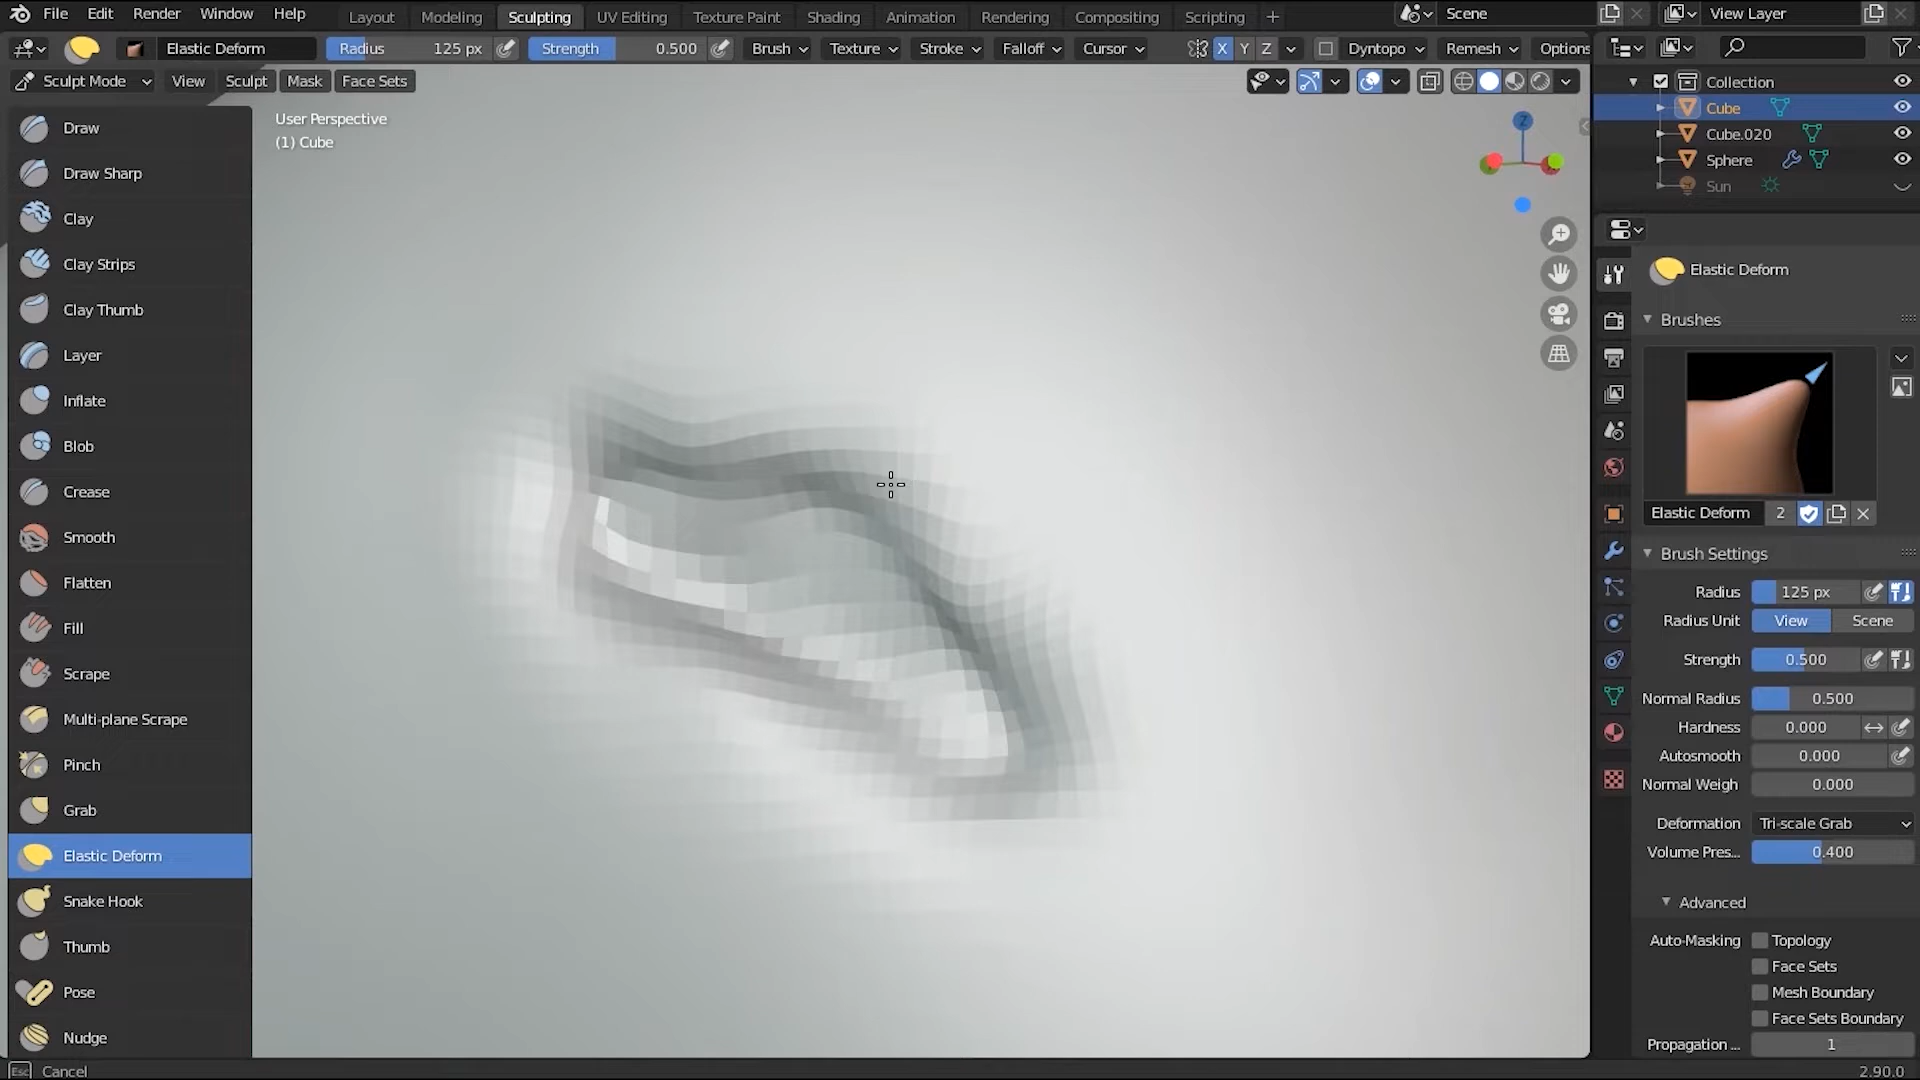 File Edit Render Window Help
Layout Modeling Sculpting UV Editing Texture Paint Shading Animation Rendering Compositing Scripting +
Scene
View Layer
Elastic Deform
Radius 125 px
Strength 0.500
Brush Texture Stroke Falloff Cursor
X Y Z
Dyntopo Remesh Options
Sculpt Mode View Sculpt Mask Face Sets
User Perspective
(1) Cube
Z
Draw
Draw Sharp
Clay
Clay Strips
Clay Thumb
Layer
Inflate
Blob
Crease
Smooth
Flatten
Fill
Scrape
Multi-plane Scrape
Pinch
Grab
Elastic Deform
Snake Hook
Thumb
Pose
Nudge
Collection
Cube
Cube.020
Sphere
Sun
Elastic Deform
Brushes
Elastic Deform 2
Brush Settings
Radius 125 px
Radius Unit View Scene
Strength 0.500
Normal Radius 0.500
Hardness 0.000
Autosmooth 0.000
Normal Weigh 0.000
Deformation Tri-scale Grab
Volume Pres... 0.400
Advanced
Auto-Masking Topology
Face Sets
Mesh Boundary
Face Sets Boundary
Propagation ... 1
Esc Cancel
2.90.0